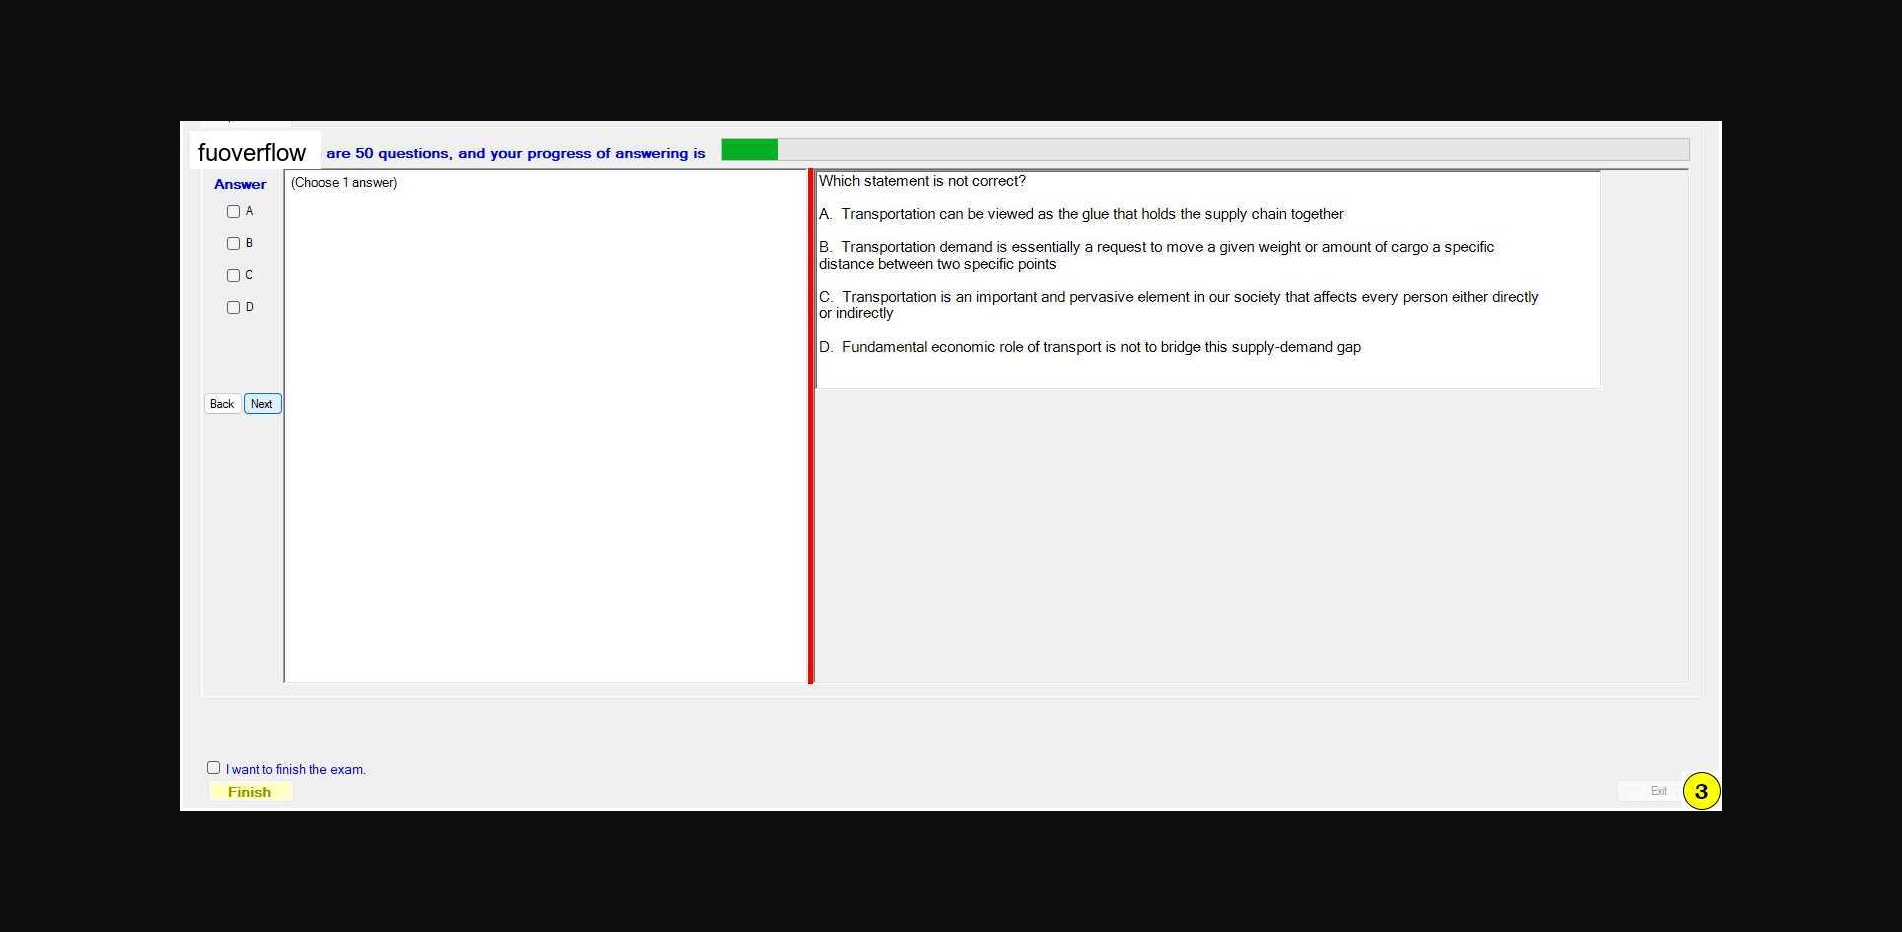 fuoverflow are 50 questions, and your progress of answering is
Answer
(Choose 1 answer)
A
B
C
D
Back Next
Which statement is not correct?
A. Transportation can be viewed as the glue that holds the supply chain together
B. Transportation demand is essentially a request to move a given weight or amount of cargo a specific
distance between two specific points
C. Transportation is an important and pervasive element in our society that affects every person either directly
or indirectly
D. Fundamental economic role of transport is not to bridge this supply-demand gap
I want to finish the exam.
Finish
Exit
3